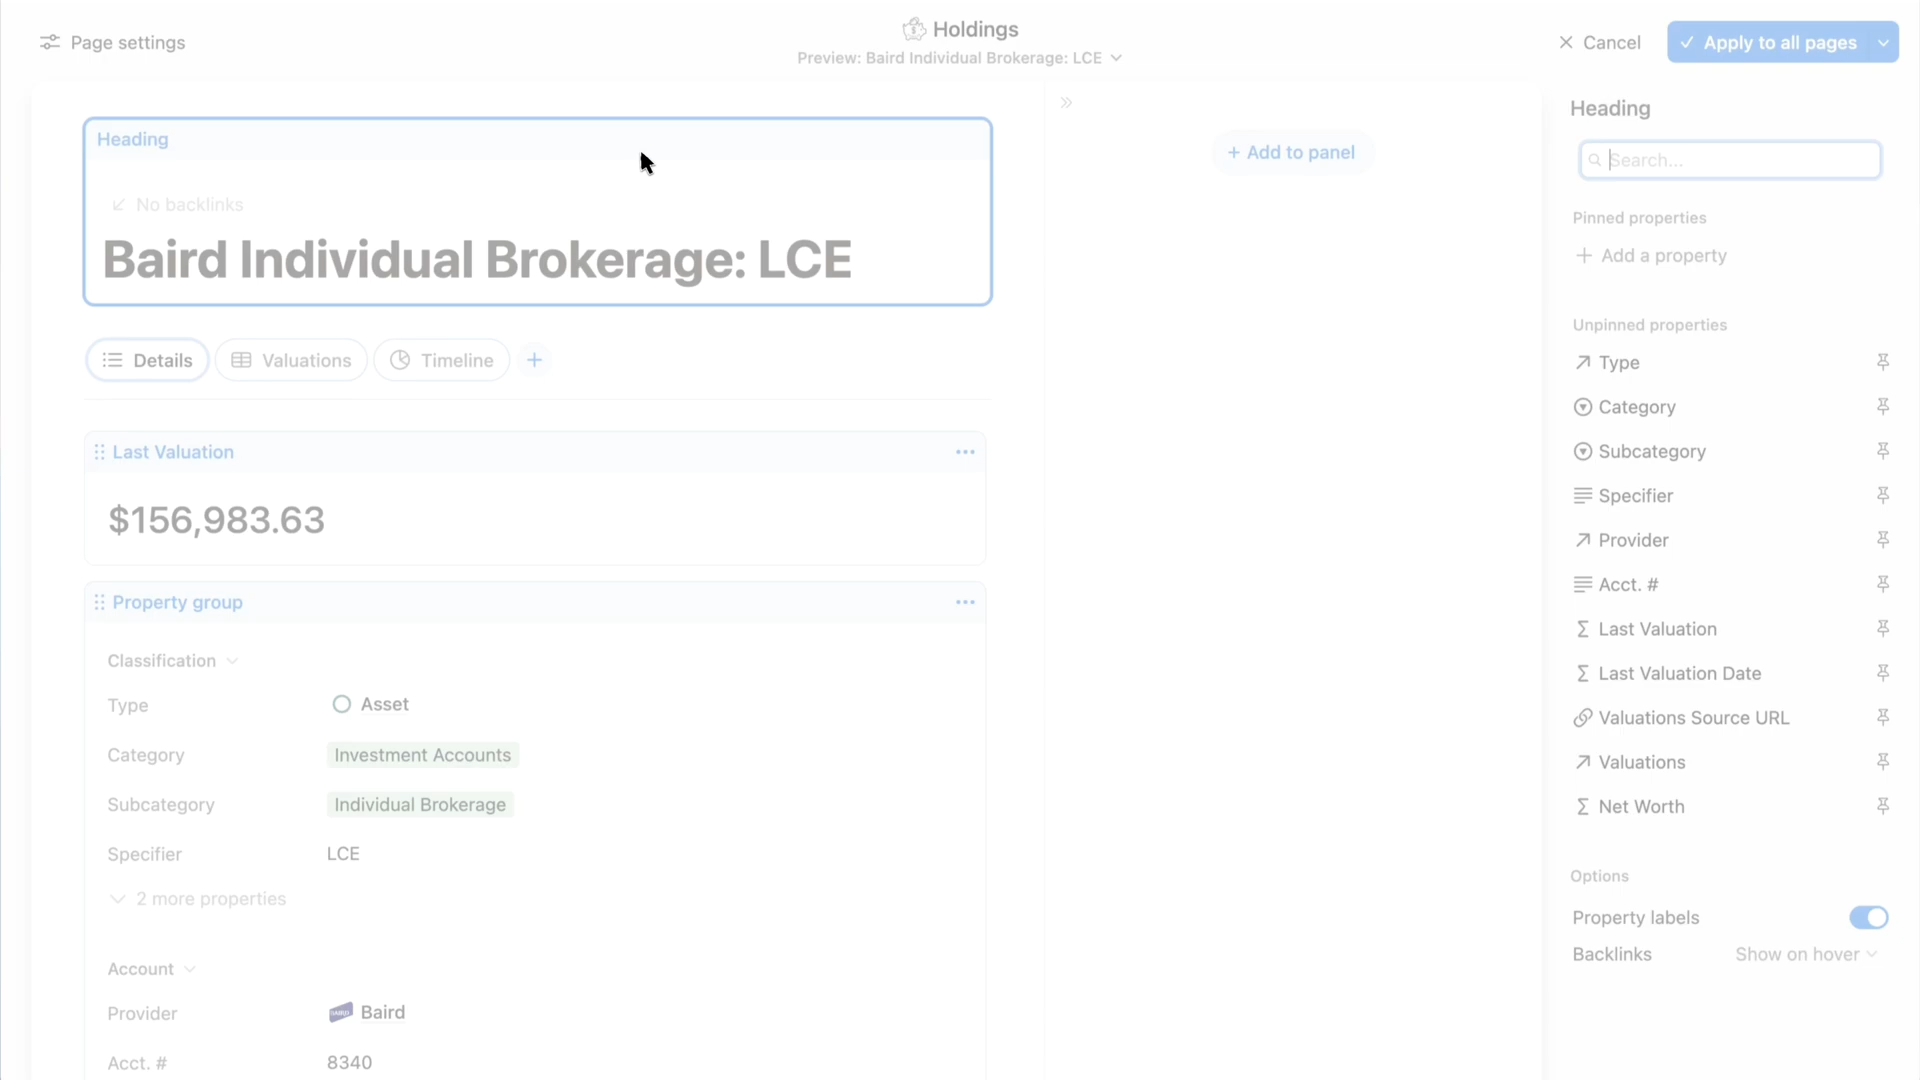 Page settings
Holdings
Preview: Baird Individual Brokerage: LCE
Cancel
Apply to all pages
Heading
No backlinks
Baird Individual Brokerage: LCE
Details
Valuations
Timeline
Last Valuation
$156,983.63
Property group
Classification
Type Asset
Category Investment Accounts
Subcategory Individual Brokerage
Specifier LCE
2 more properties
Account
Provider Baird
Acct. # 8340
+ Add to panel
Heading
Search...
Pinned properties
Add a property
Unpinned properties
Type
Category
Subcategory
Specifier
Provider
Acct. #
Last Valuation
Last Valuation Date
Valuations Source URL
Valuations
Net Worth
Options
Property labels
Backlinks Show on hover